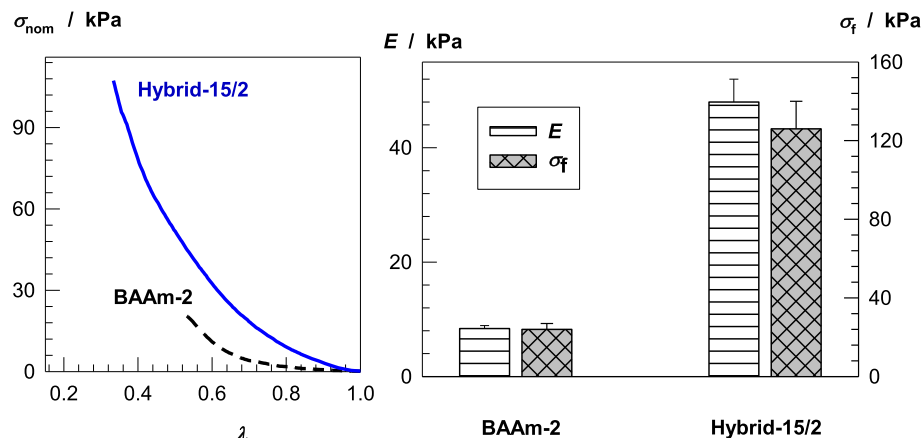 σnom / kPa
Hybrid-15/2
BAAm-2
90
60
30
0
0.2 0.4 0.6 0.8 1.0
λ
E / kPa
σf / kPa
E
σf
40
20
0
160
120
80
40
0
BAAm-2 Hybrid-15/2